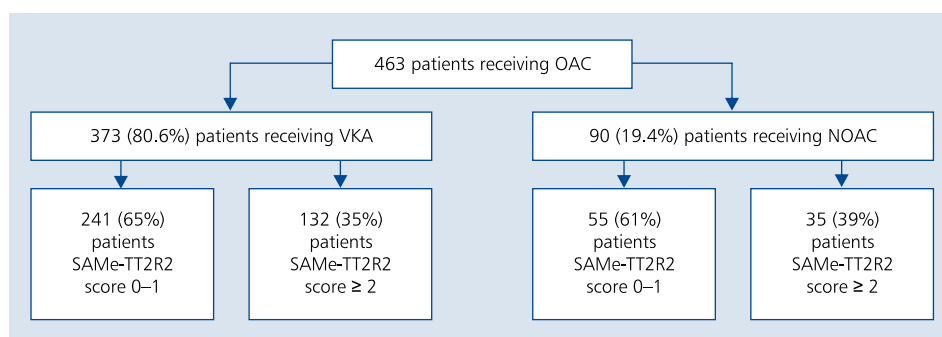 463 patients receiving OAC
373 (80.6%) patients receiving VKA
90 (19.4%) patients receiving NOAC
241 (65%)
patients
SAMe-TT2R2
score 0–1
132 (35%)
patients
SAMe-TT2R2
score ≥ 2
55 (61%)
patients
SAMe-TT2R2
score 0–1
35 (39%)
patients
SAMe-TT2R2
score ≥ 2